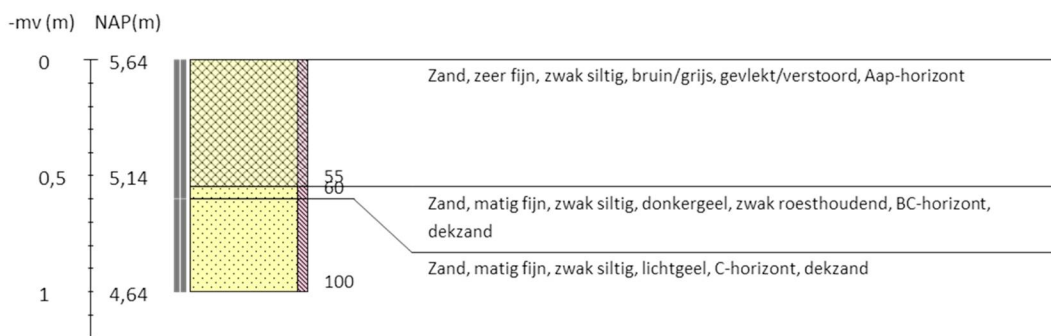 -mv (m) NAP(m)
0 5,64
Zand, zeer fijn, zwak siltig, bruin/grijs, gevlekt/verstoord, Aap-horizont
55
0,5 5,14
60
Zand, matig fijn, zwak siltig, donkergeel, zwak roesthoudend, BC-horizont,
dekzand
Zand, matig fijn, zwak siltig, lichtgeel, C-horizont, dekzand
100
1 4,64